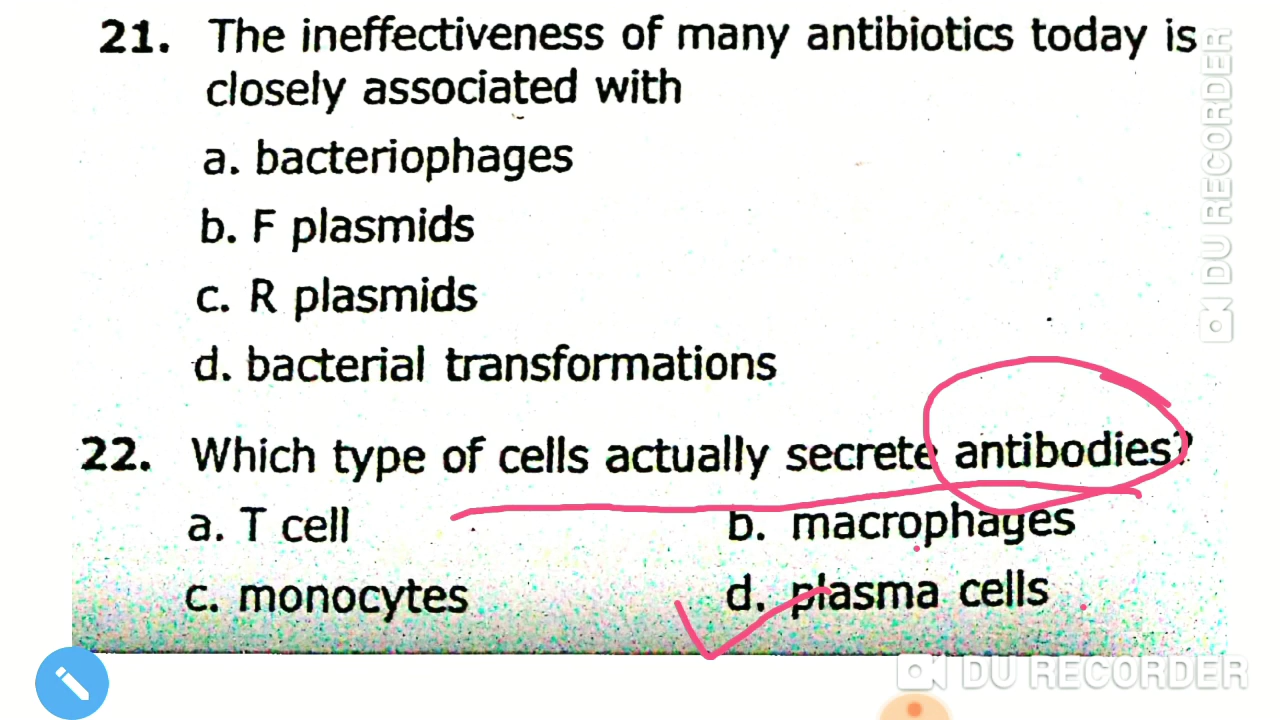 21. The ineffectiveness of many antibiotics today is
closely associated with
a. bacteriophages
b. F plasmids
c. R plasmids
d. bacterial transformations
22. Which type of cells actually secrete antibodies?
a. T cell b. macrophages
c. monocytes d. plasma cells
DU RECORDER
DU RECORDER